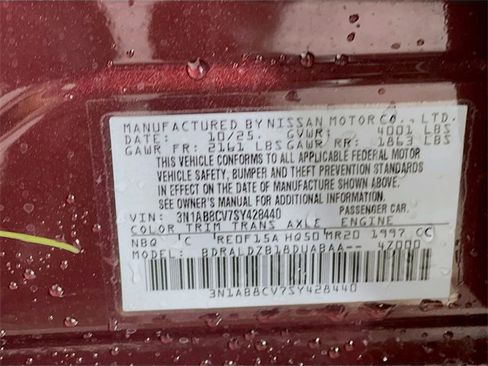 MANUFACTURED BY NISSAN MOTOR CO., LTD.
DATE: 10/25. GVWR: 4001 LBS
GAWR FR: 2161 LBS GAWR RR: 1863 LBS
THIS VEHICLE CONFORMS TO ALL APPLICABLE FEDERAL MOTOR
VEHICLE SAFETY, BUMPER AND THEFT PREVENTION STANDARDS
IN EFFECT ON THE DATE OF MANUFACTURE SHOWN ABOVE.
SEE OWNER'S MANUAL FOR ADDITIONAL INFORMATION.
VIN: 3N1AB8CV7SY428440 PASSENGER CAR.
COLOR TRIM TRANS AXLE ENGINE
NBQ C RE0F15A HQ50 MR20 1997 CC
MODEL: BDRALDZB18DUABAA-- 47000
3N1AB8CV7SY428440